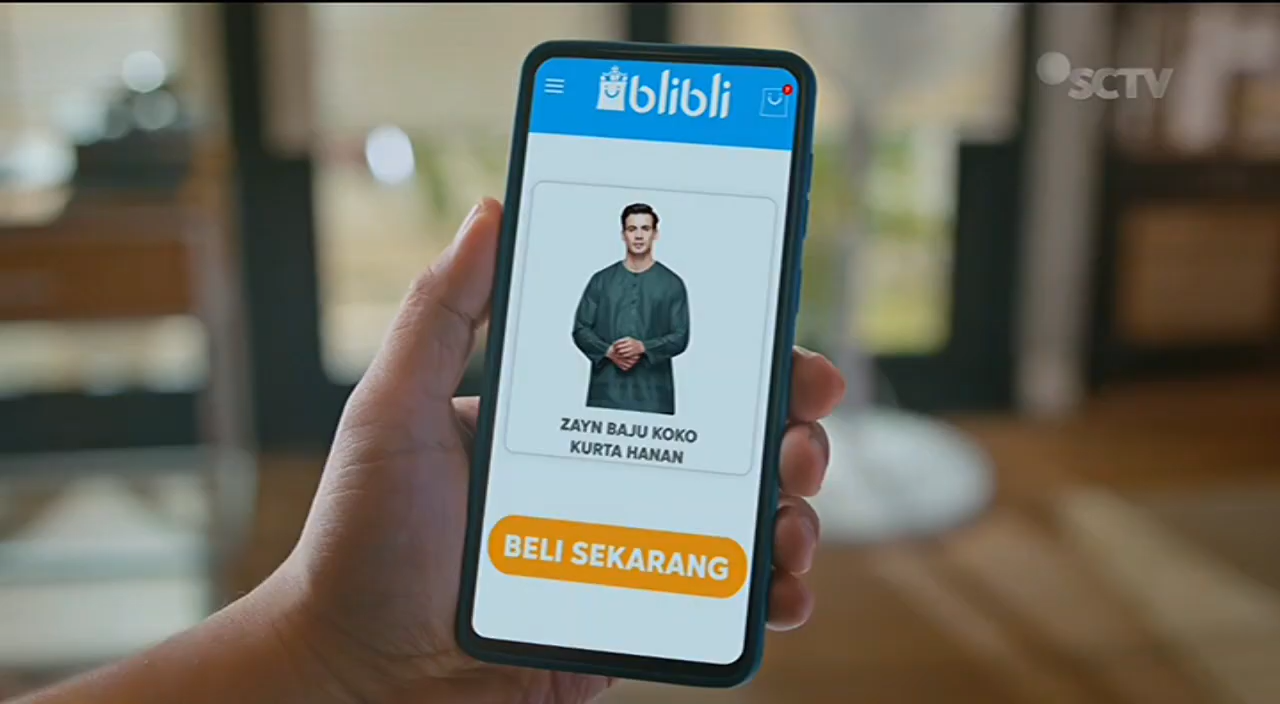 blibli
SCTV
ZAYN BAJU KOKO
KURTA HANAN
BELI SEKARANG